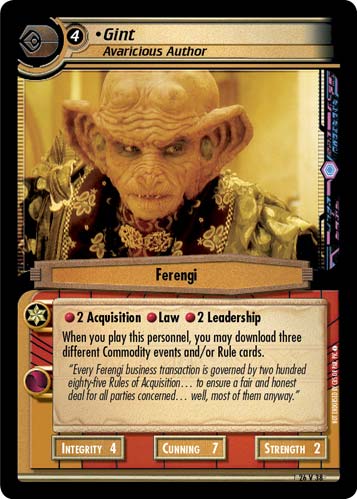 4
•Gint
Avaricious Author
Ferengi
2 Acquisition Law 2 Leadership
When you play this personnel, you may download three
different Commodity events and/or Rule cards.
"Every Ferengi business transaction is governed by two hundred
eighty-five Rules of Acquisition... to ensure a fair and honest
deal for all parties concerned... well, most of them anyway."
INTEGRITY 4 CUNNING 7 STRENGTH 2
26 V 38